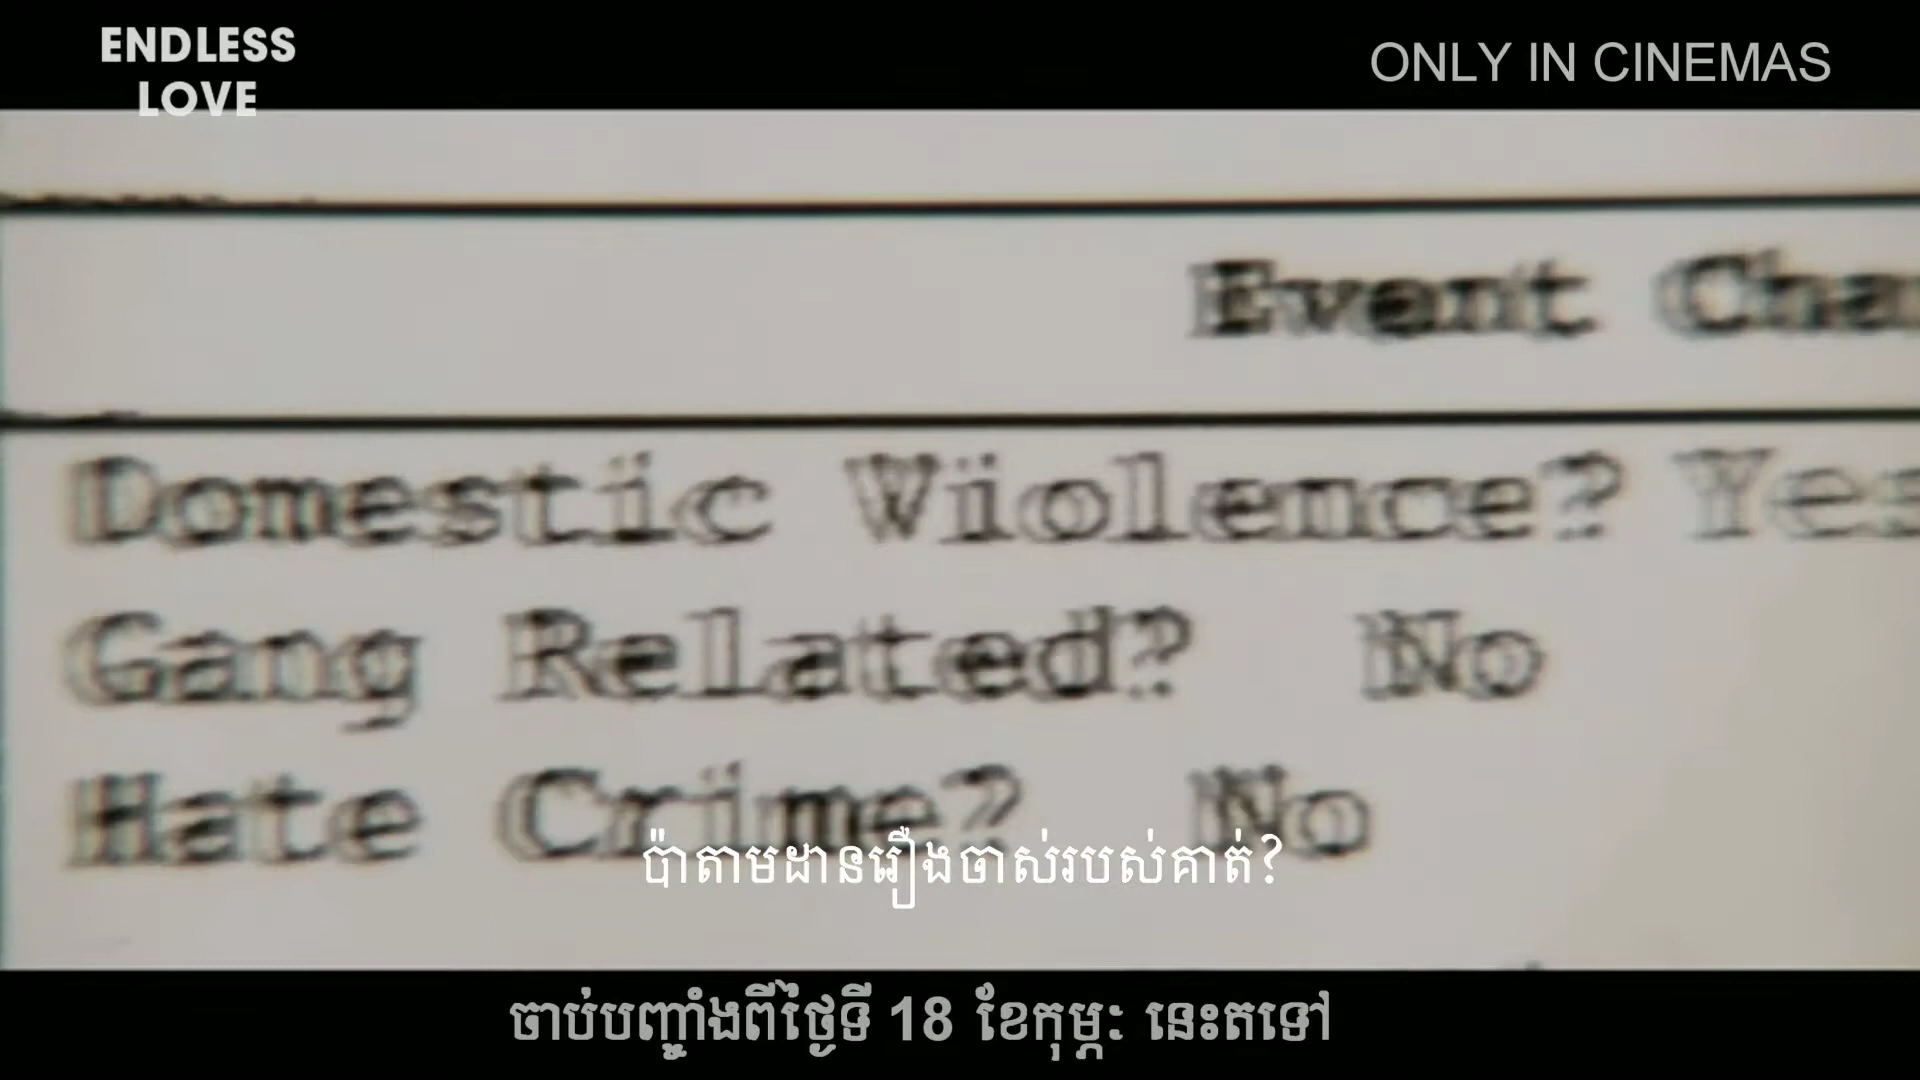 ENDLESS
LOVE
ONLY IN CINEMAS
Event
Domestic Violence? Yes
Gang Related? No
Hate Crime? No
ប៉ាតាមដានរឿងចាស់របស់គាត់?
ចាប់បញ្ចាំងពីថ្ងៃទី 18 ខែកុម្ភៈ នេះតទៅ